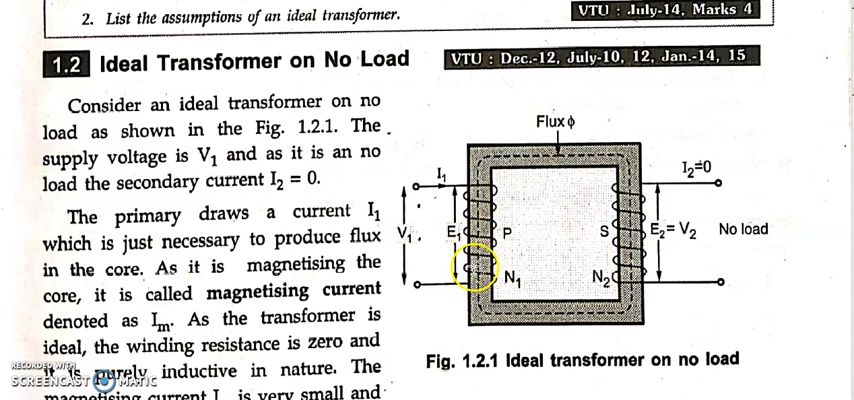 2. List the assumptions of an ideal transformer.
VTU : July-14, Marks 4
1.2 Ideal Transformer on No Load
VTU : Dec.-12, July-10, 12, Jan.-14, 15
Consider an ideal transformer on no
load as shown in the Fig. 1.2.1. The
supply voltage is V₁ and as it is an no
load the secondary current I₂ = 0.
The primary draws a current I₁
which is just necessary to produce flux
in the core. As it is magnetising the
core, it is called magnetising current
denoted as Iₘ. As the transformer is
ideal, the winding resistance is zero and
it is purely inductive in nature. The
magnetising current I is very small and
Flux ϕ
I₁
I₂=0
V₁
E₁
P
S
E₂= V₂
No load
N₁
N₂
Fig. 1.2.1 Ideal transformer on no load
RECORDED WITH
SCREENCAST MATIC